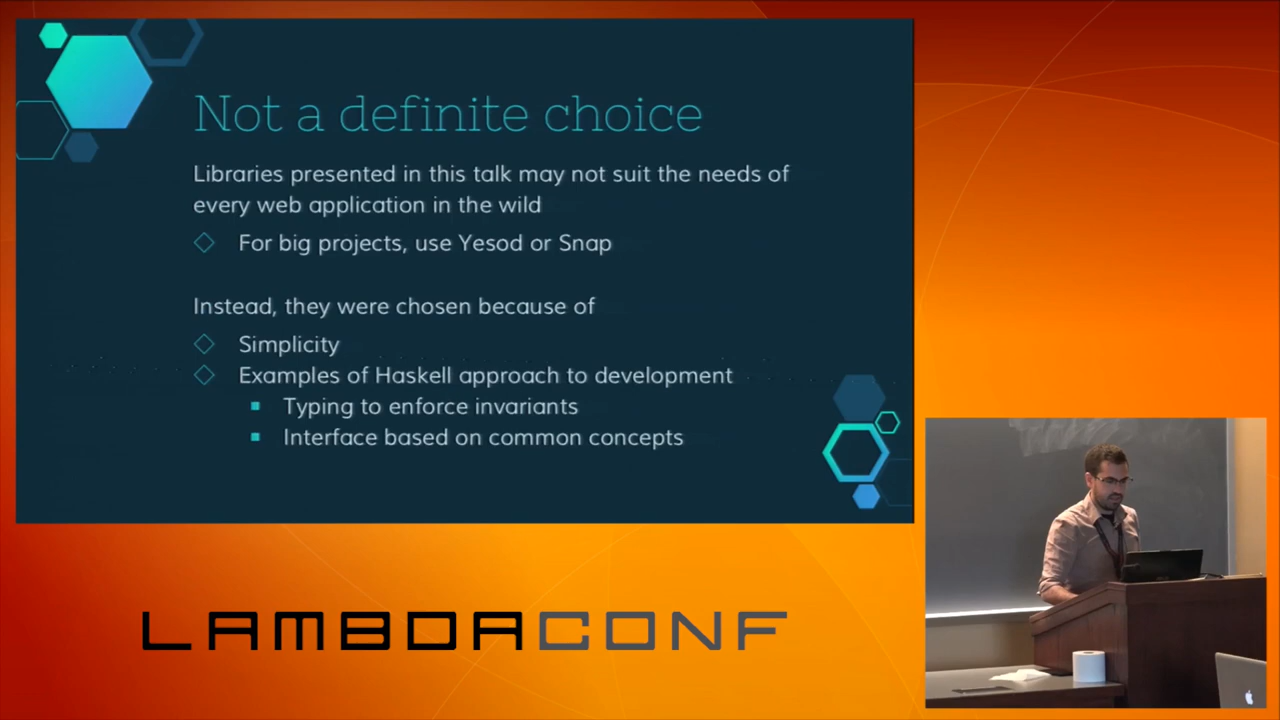 Not a definite choice
Libraries presented in this talk may not suit the needs of
every web application in the wild
For big projects, use Yesod or Snap
Instead, they were chosen because of
Simplicity
Examples of Haskell approach to development
Typing to enforce invariants
Interface based on common concepts
LAMBDACONF